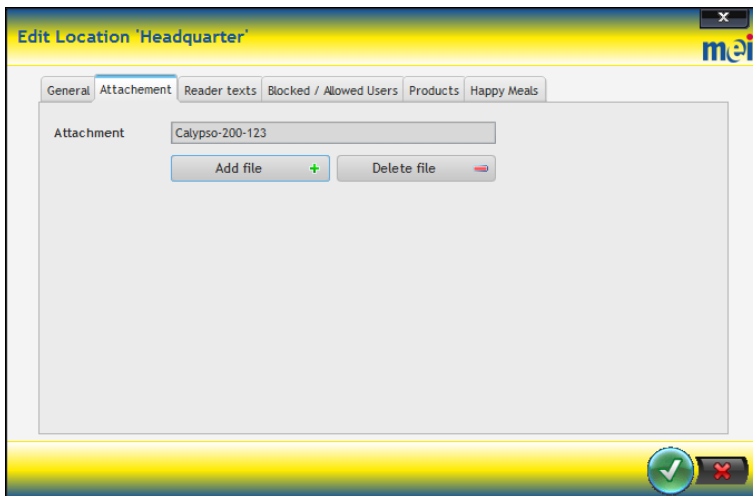 x
Edit Location 'Headquarter'
mei
General Attachement Reader texts Blocked / Allowed Users Products Happy Meals
Attachment Calypso-200-123
Add file + Delete file